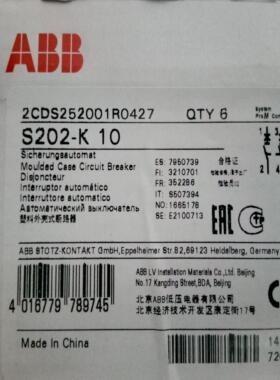 ABB
2CDS252001R0427 QTY 6
System
S202-K 10
Sicherungsautomat
Moulded Case Circuit Breaker
Disjoncteur
Interruptor automático
Interruttore automatico
Автоматический выключатель
塑料外壳式断路器
ES: 7950739
FI: 3210701
FR: 352286
IT: S507394
NO: 1665178
SE: E2100713
合格证
EAC
ABB STOTZ-KONTAKT GmbH,Eppelheimer Str.82,69123 Heidelberg, Germany
ABB LV Installation Materials Co., Ltd. Beijing
No.17 Kangding Street,BDA, Beijing
北京ABB低压电器有限公司
北京经济技术开发区康定街17号
4 016779 789745
Made in China
14